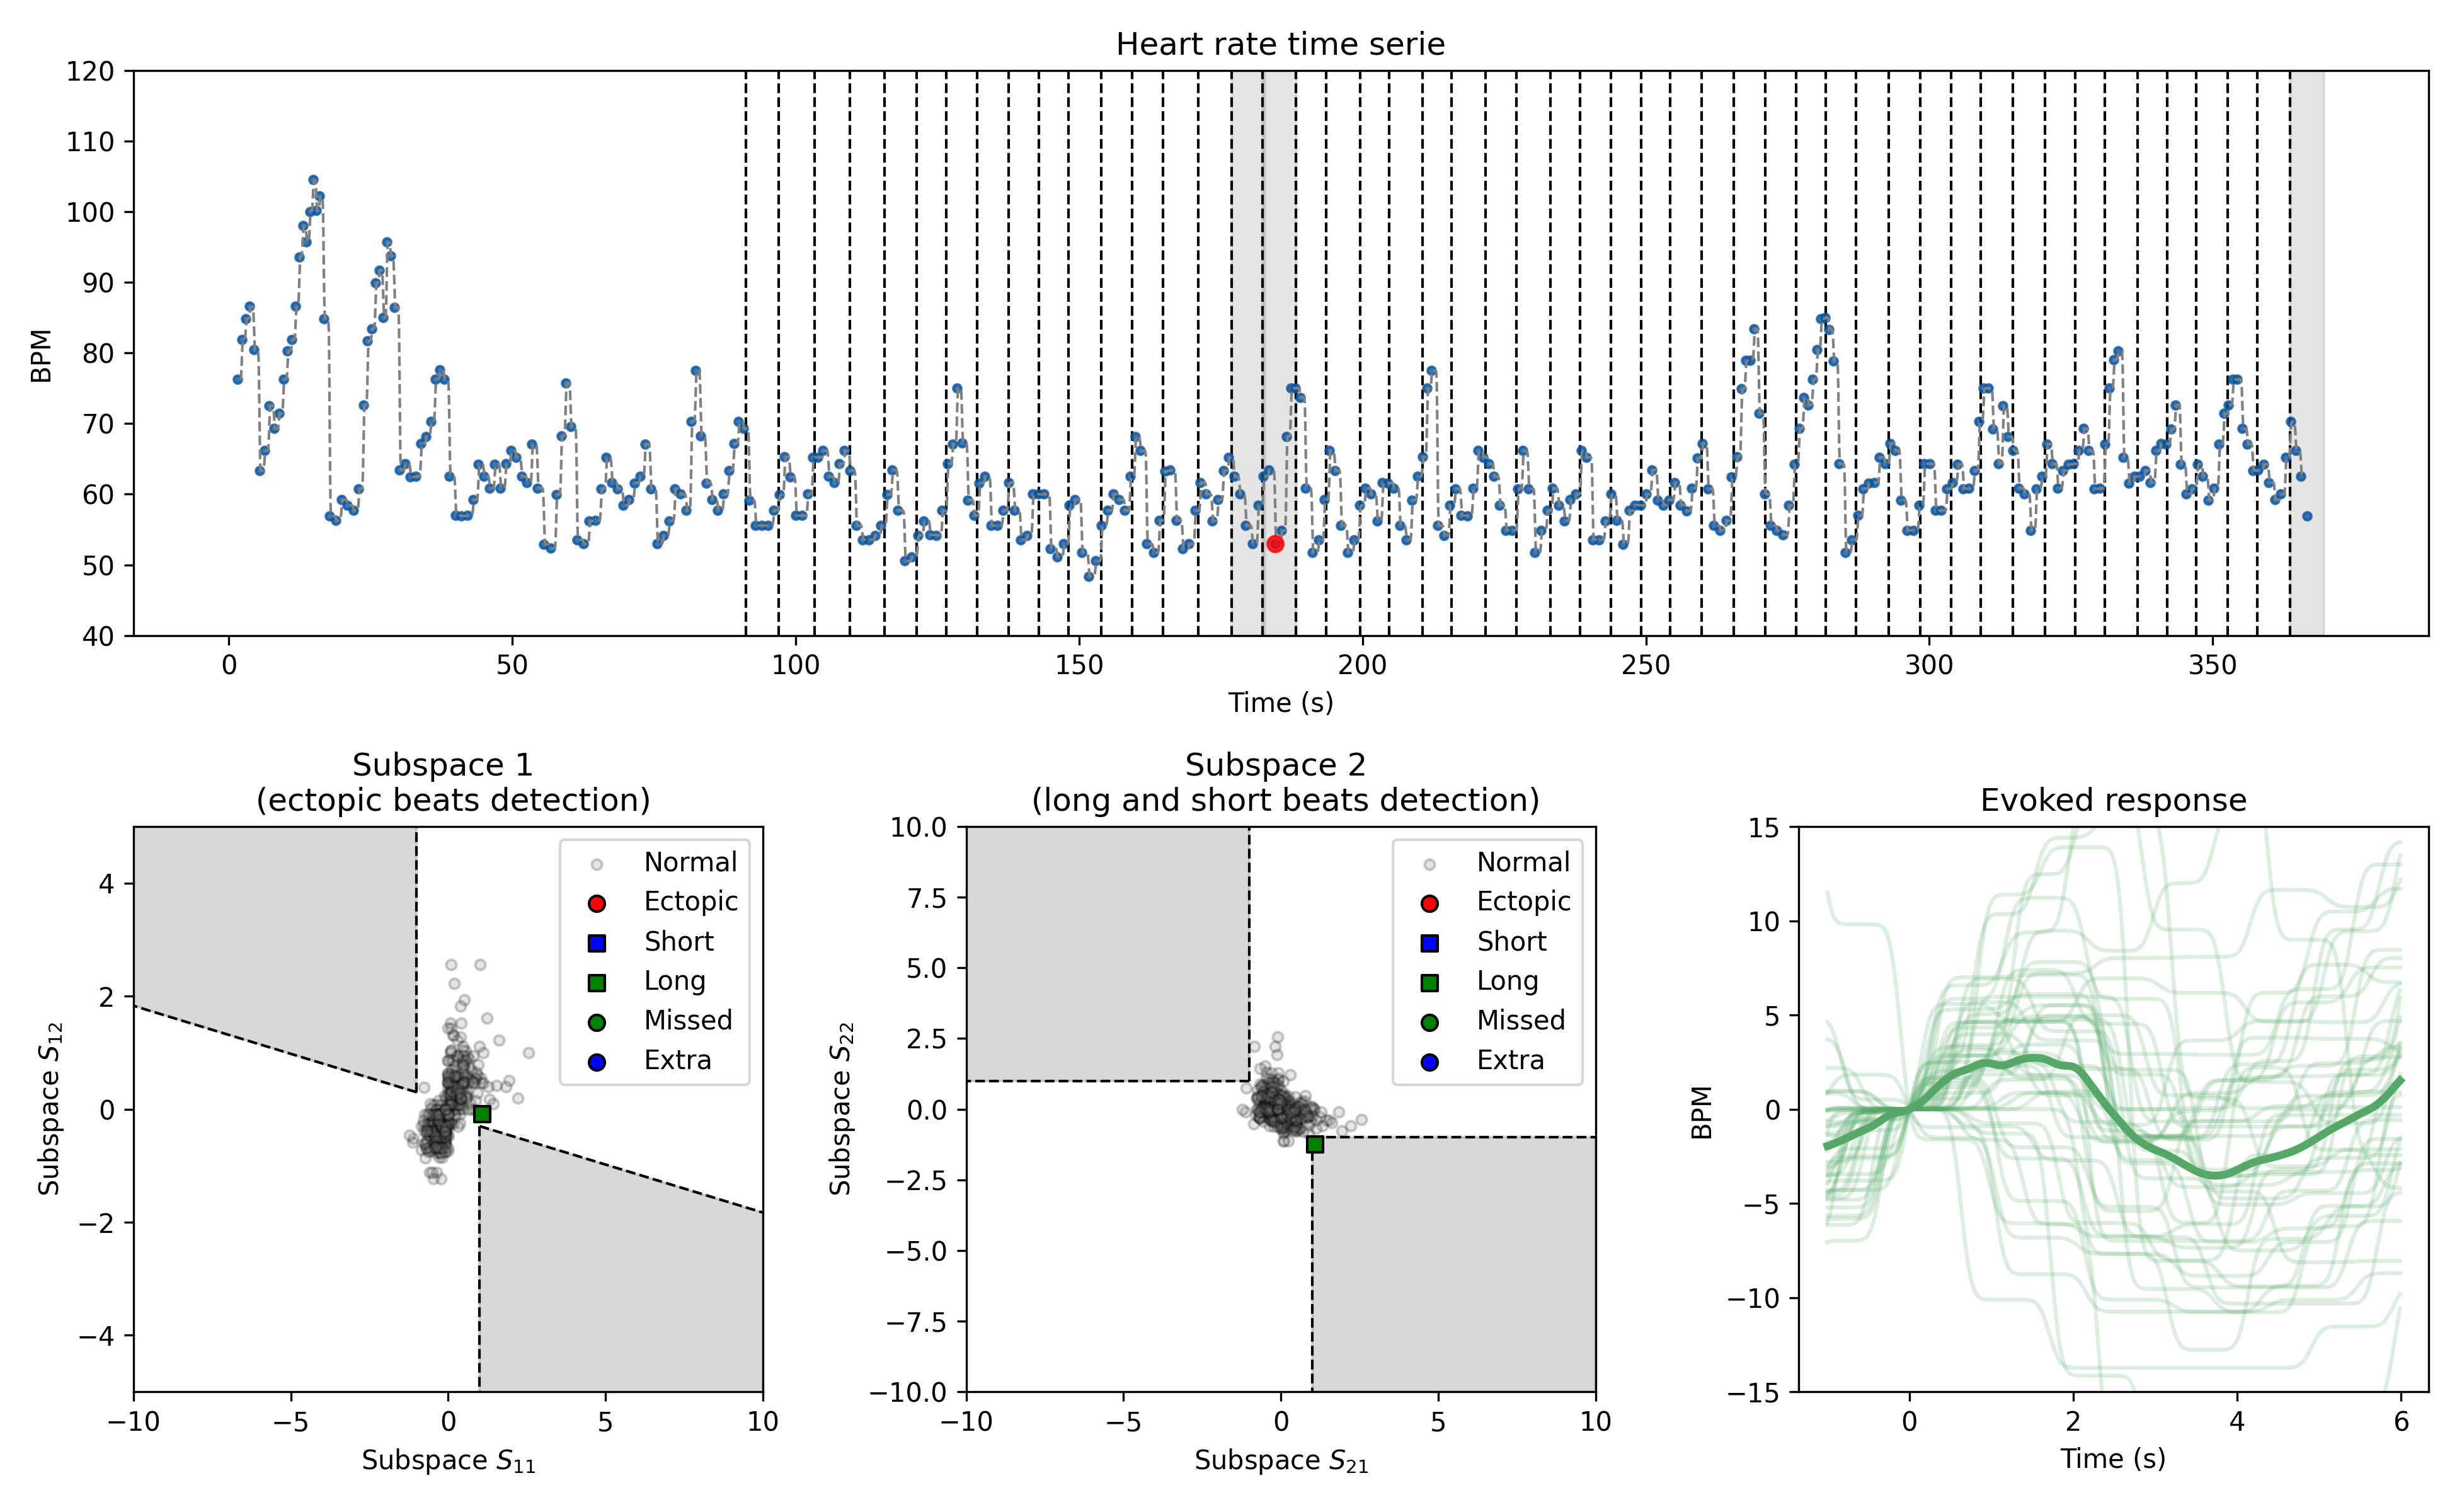 Heart rate time serie
120
110
100
90
80
70
60
50
40
BPM
0 50 100 150 200 250 300 350
Time (s)
Subspace 1
(ectopic beats detection)
4
2
0
−2
−4
Subspace S12
Normal
Ectopic
Short
Long
Missed
Extra
−10 −5 0 5 10
Subspace S11
Subspace 2
(long and short beats detection)
10.0
7.5
5.0
2.5
0.0
−2.5
−5.0
−7.5
−10.0
Subspace S22
Normal
Ectopic
Short
Long
Missed
Extra
−10 −5 0 5 10
Subspace S21
Evoked response
15
10
5
0
−5
−10
−15
BPM
0 2 4 6
Time (s)